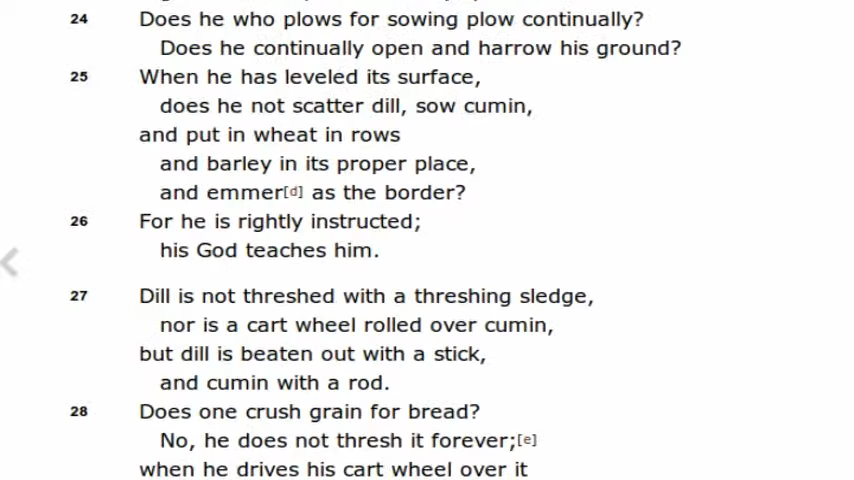 24 Does he who plows for sowing plow continually?
Does he continually open and harrow his ground?
25 When he has leveled its surface,
does he not scatter dill, sow cumin,
and put in wheat in rows
and barley in its proper place,
and emmer[d] as the border?
26 For he is rightly instructed;
his God teaches him.
27 Dill is not threshed with a threshing sledge,
nor is a cart wheel rolled over cumin,
but dill is beaten out with a stick,
and cumin with a rod.
28 Does one crush grain for bread?
No, he does not thresh it forever;[e]
when he drives his cart wheel over it